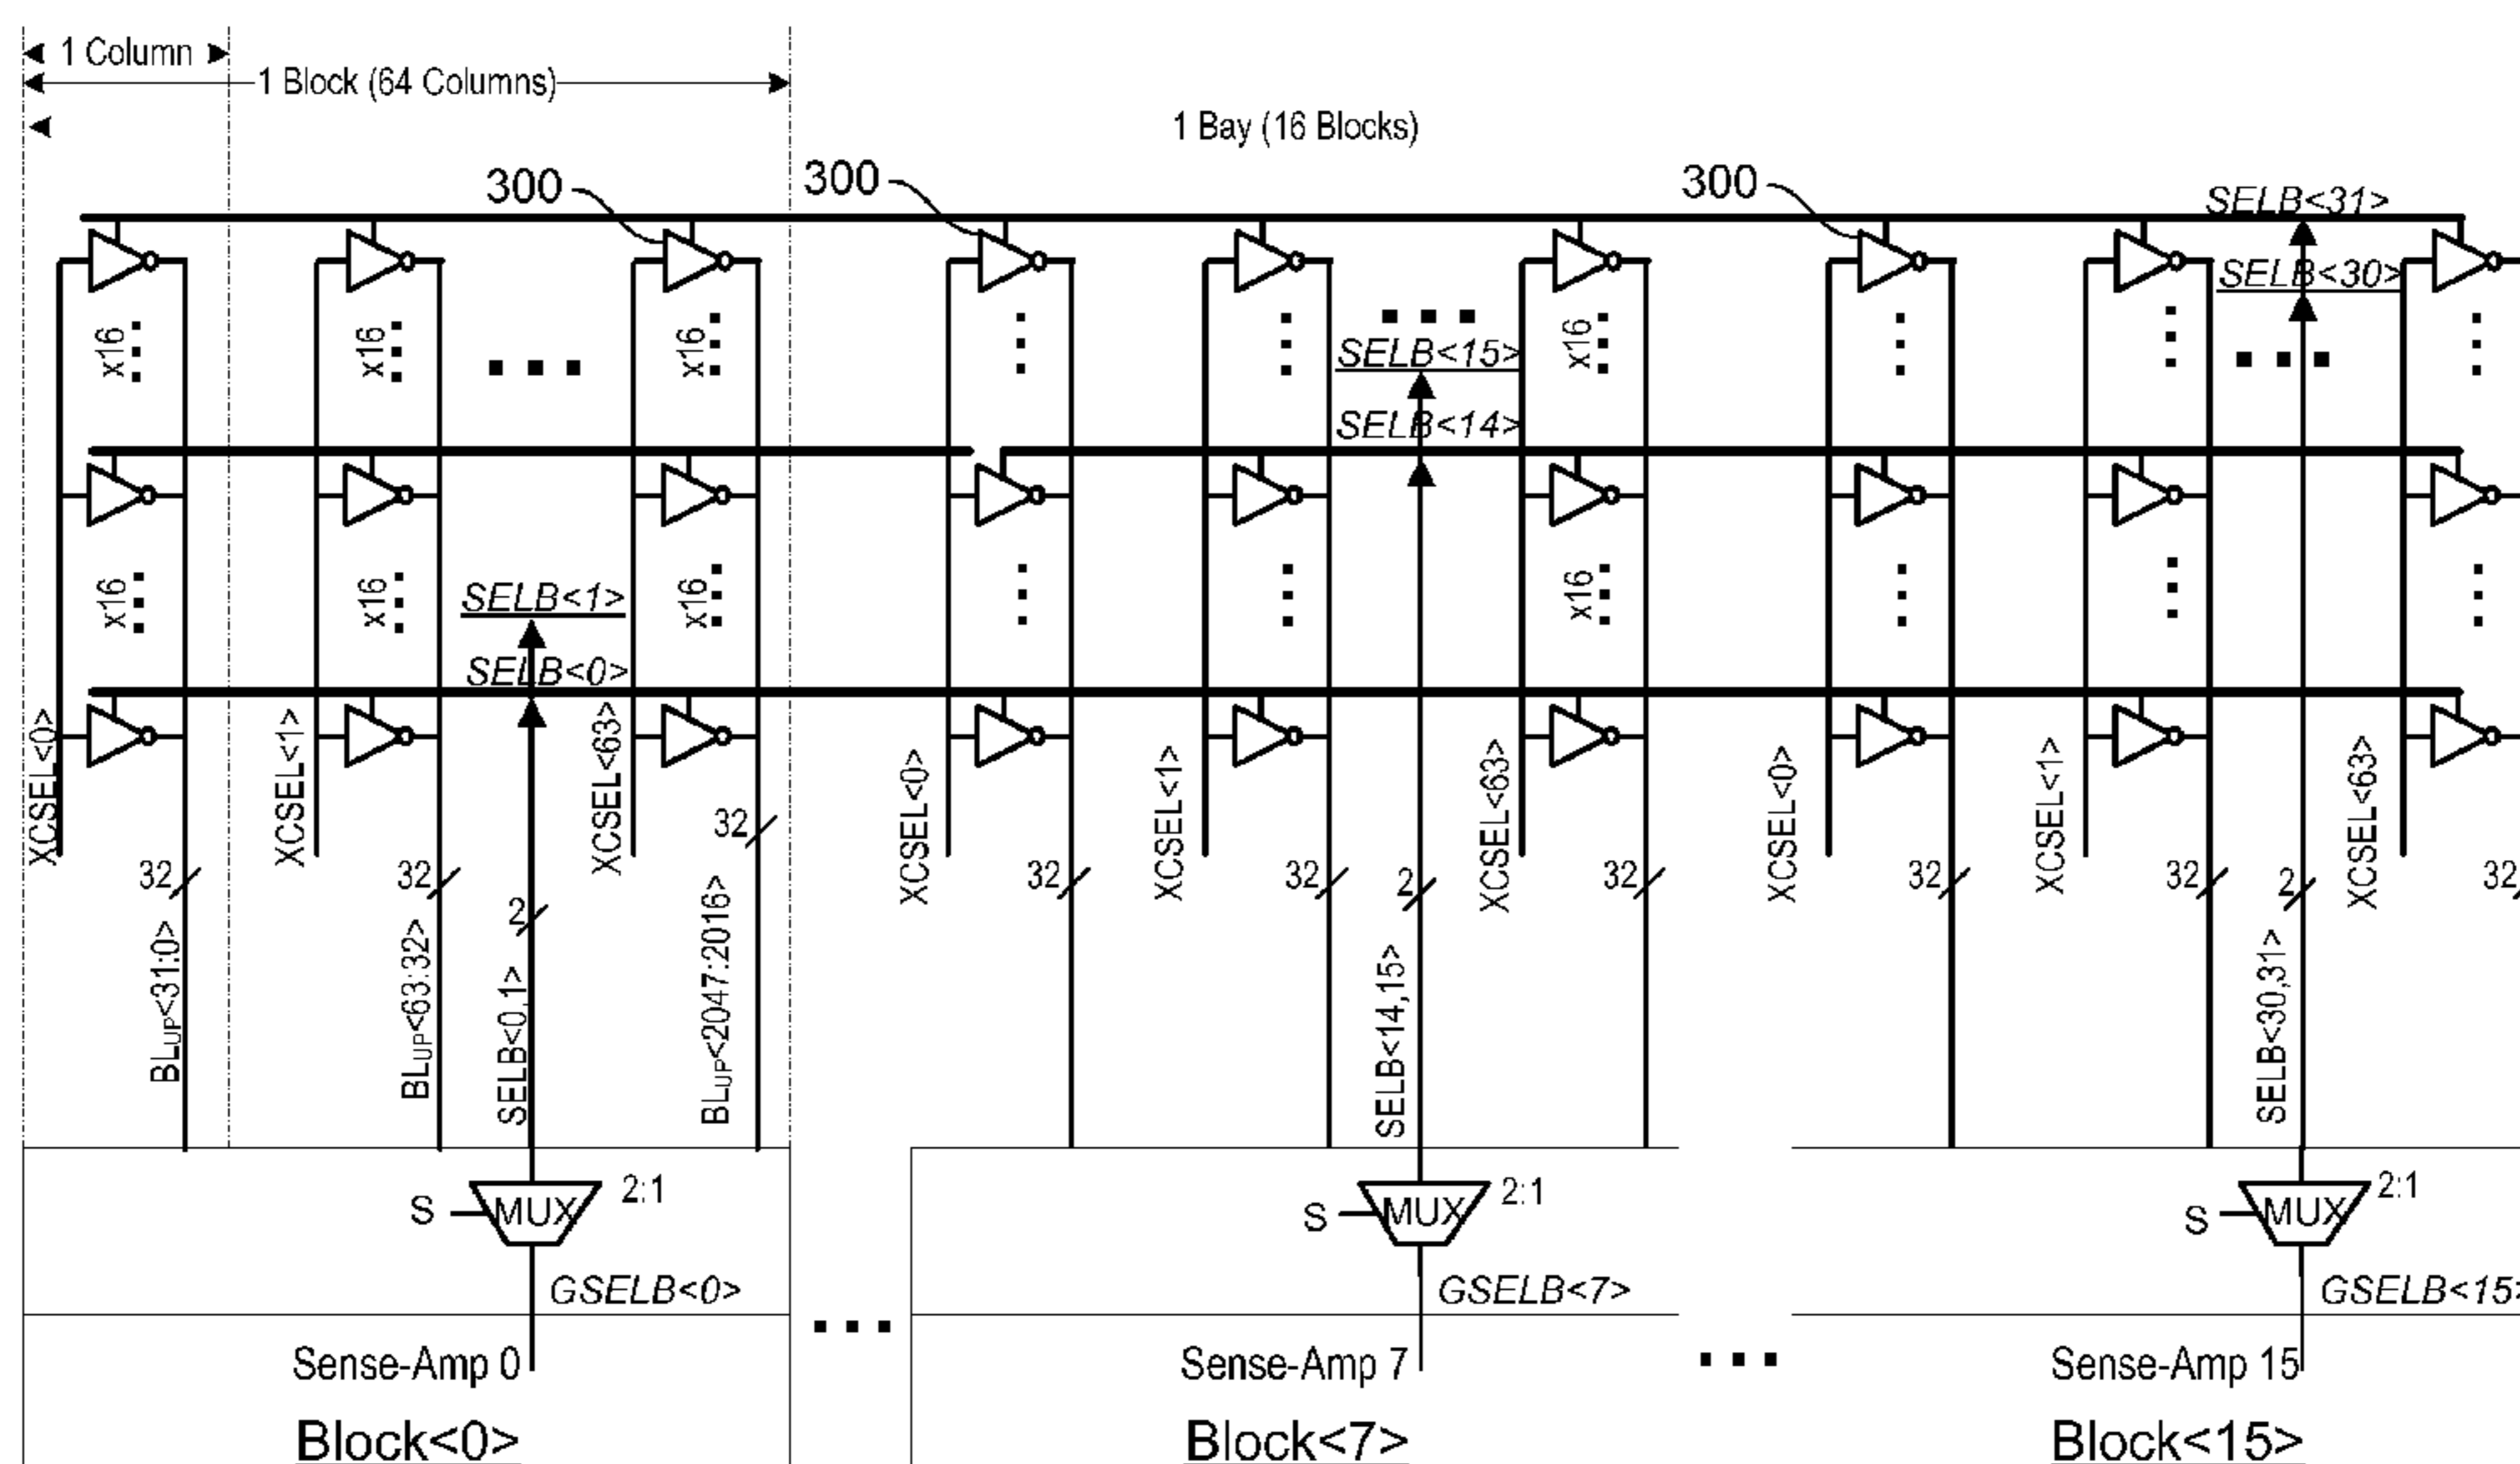 1 Column
1 Block (64 Columns)
1 Bay (16 Blocks)
300 300 300
SELB<31>
SELB<30>
x16 x16 x16 x16
SELB<15>
SELB<14>
x16 x16 x16 x16
SELB<1>
SELB<0>
XCSEL<0> XCSEL<1> XCSEL<63> XCSEL<0> XCSEL<1> XCSEL<63> XCSEL<0> XCSEL<1> XCSEL<63>
32 32 2 32 32 32 2 32 32 32 2 32
BLUP<31:0> BLUP<63:32> SELB<0,1> BLUP<2047:2016> SELB<14,15> SELB<30,31>
S MUX 2:1 S MUX 2:1 S MUX 2:1
GSELB<0> GSELB<7> GSELB<15>
Sense-Amp 0 Sense-Amp 7 Sense-Amp 15
Block<0> Block<7> Block<15>